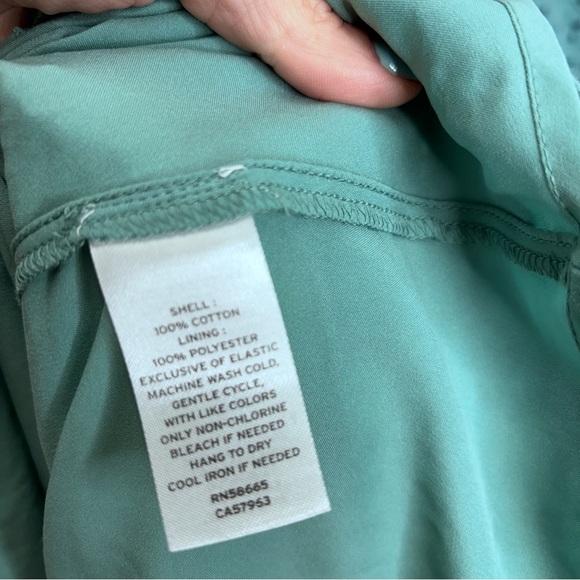 SHELL :
100% COTTON
LINING :
100% POLYESTER
EXCLUSIVE OF ELASTIC
MACHINE WASH COLD,
GENTLE CYCLE,
WITH LIKE COLORS
ONLY NON-CHLORINE
BLEACH IF NEEDED
HANG TO DRY
COOL IRON IF NEEDED
RN58665
CA57963